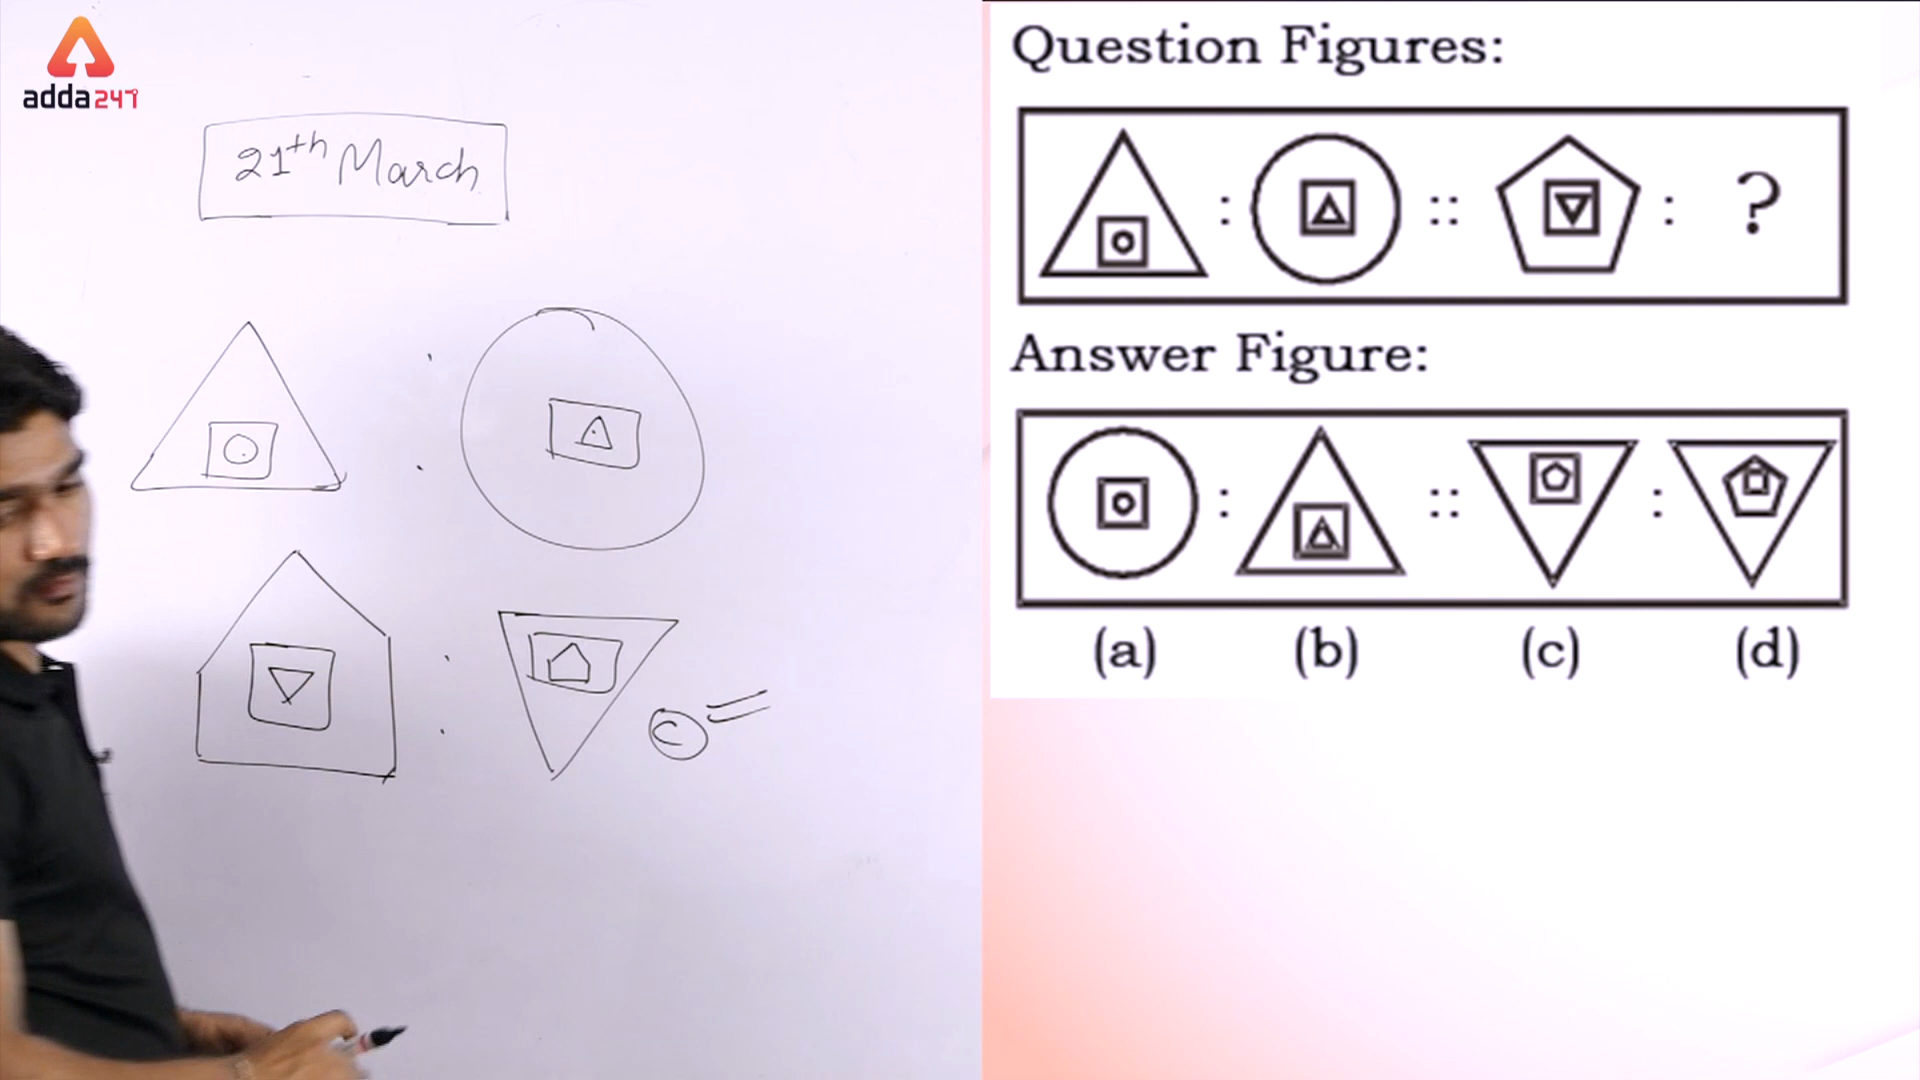 adda247
21th March
C
Question Figures:
: :: : ?
Answer Figure:
: :: :
(a) (b) (c) (d)